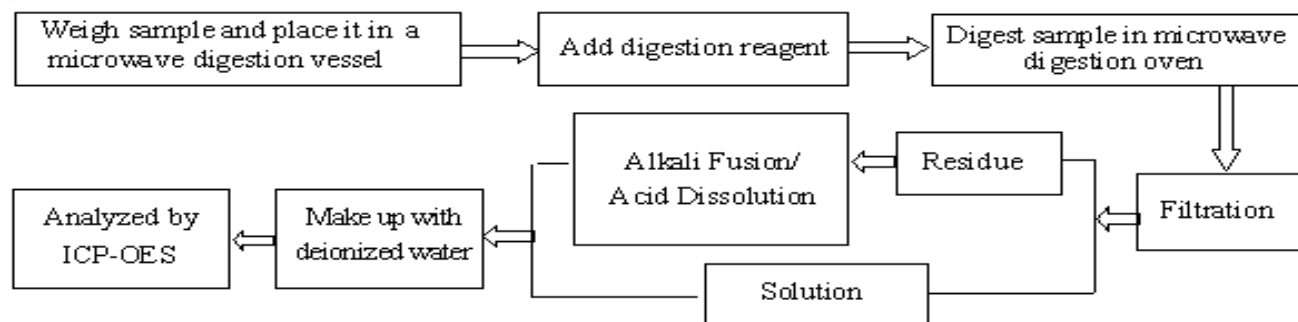 Weigh sample and place it in a
microwave digestion vessel
Add digestion reagent
Digest sample in microwave
digestion oven
Filtration
Residue
Alkali Fusion/
Acid Dissolution
Solution
Make up with
deionized water
Analyzed by
ICP-OES